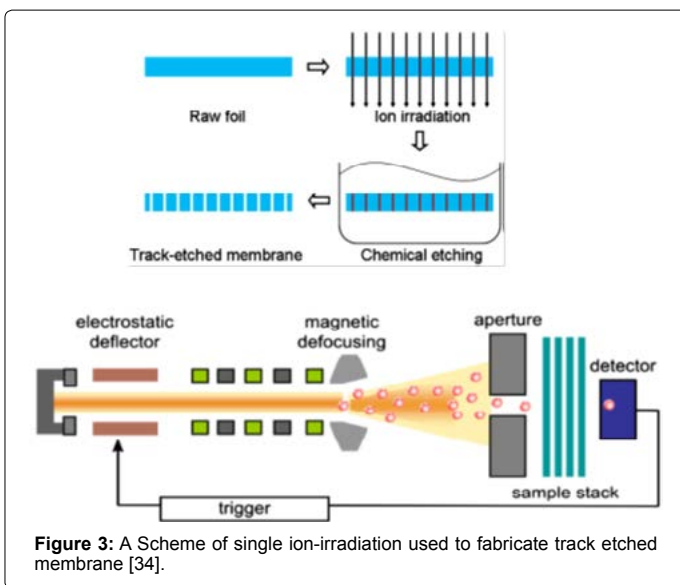 Raw foil
Ion irradiation
Track-etched membrane
Chemical etching
electrostatic
deflector
magnetic
defocusing
aperture
detector
trigger
sample stack
Figure 3: A Scheme of single ion-irradiation used to fabricate track etched
membrane [34].